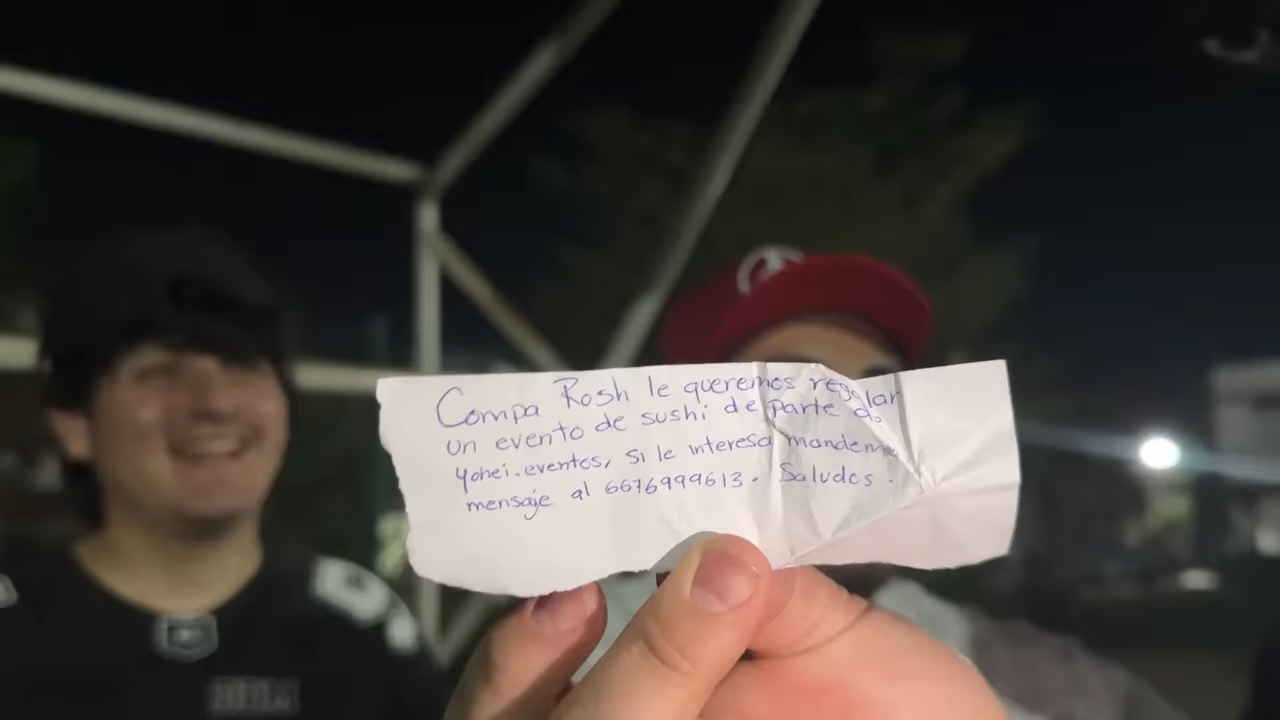 Compa Rosh le queremos regalar
un evento de sushi de parte de
yohei.eventos, si le interesa mandeme
mensaje al 6676999613. Saludos.